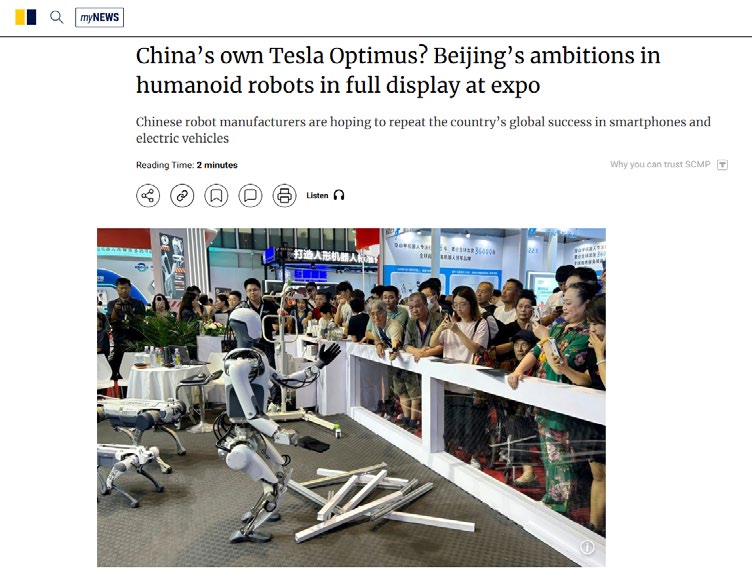 myNEWS
China’s own Tesla Optimus? Beijing’s ambitions in
humanoid robots in full display at expo
Chinese robot manufacturers are hoping to repeat the country’s global success in smartphones and
electric vehicles
Reading Time: 2 minutes
Why you can trust SCMP
Listen
打造人形机器人标
36000